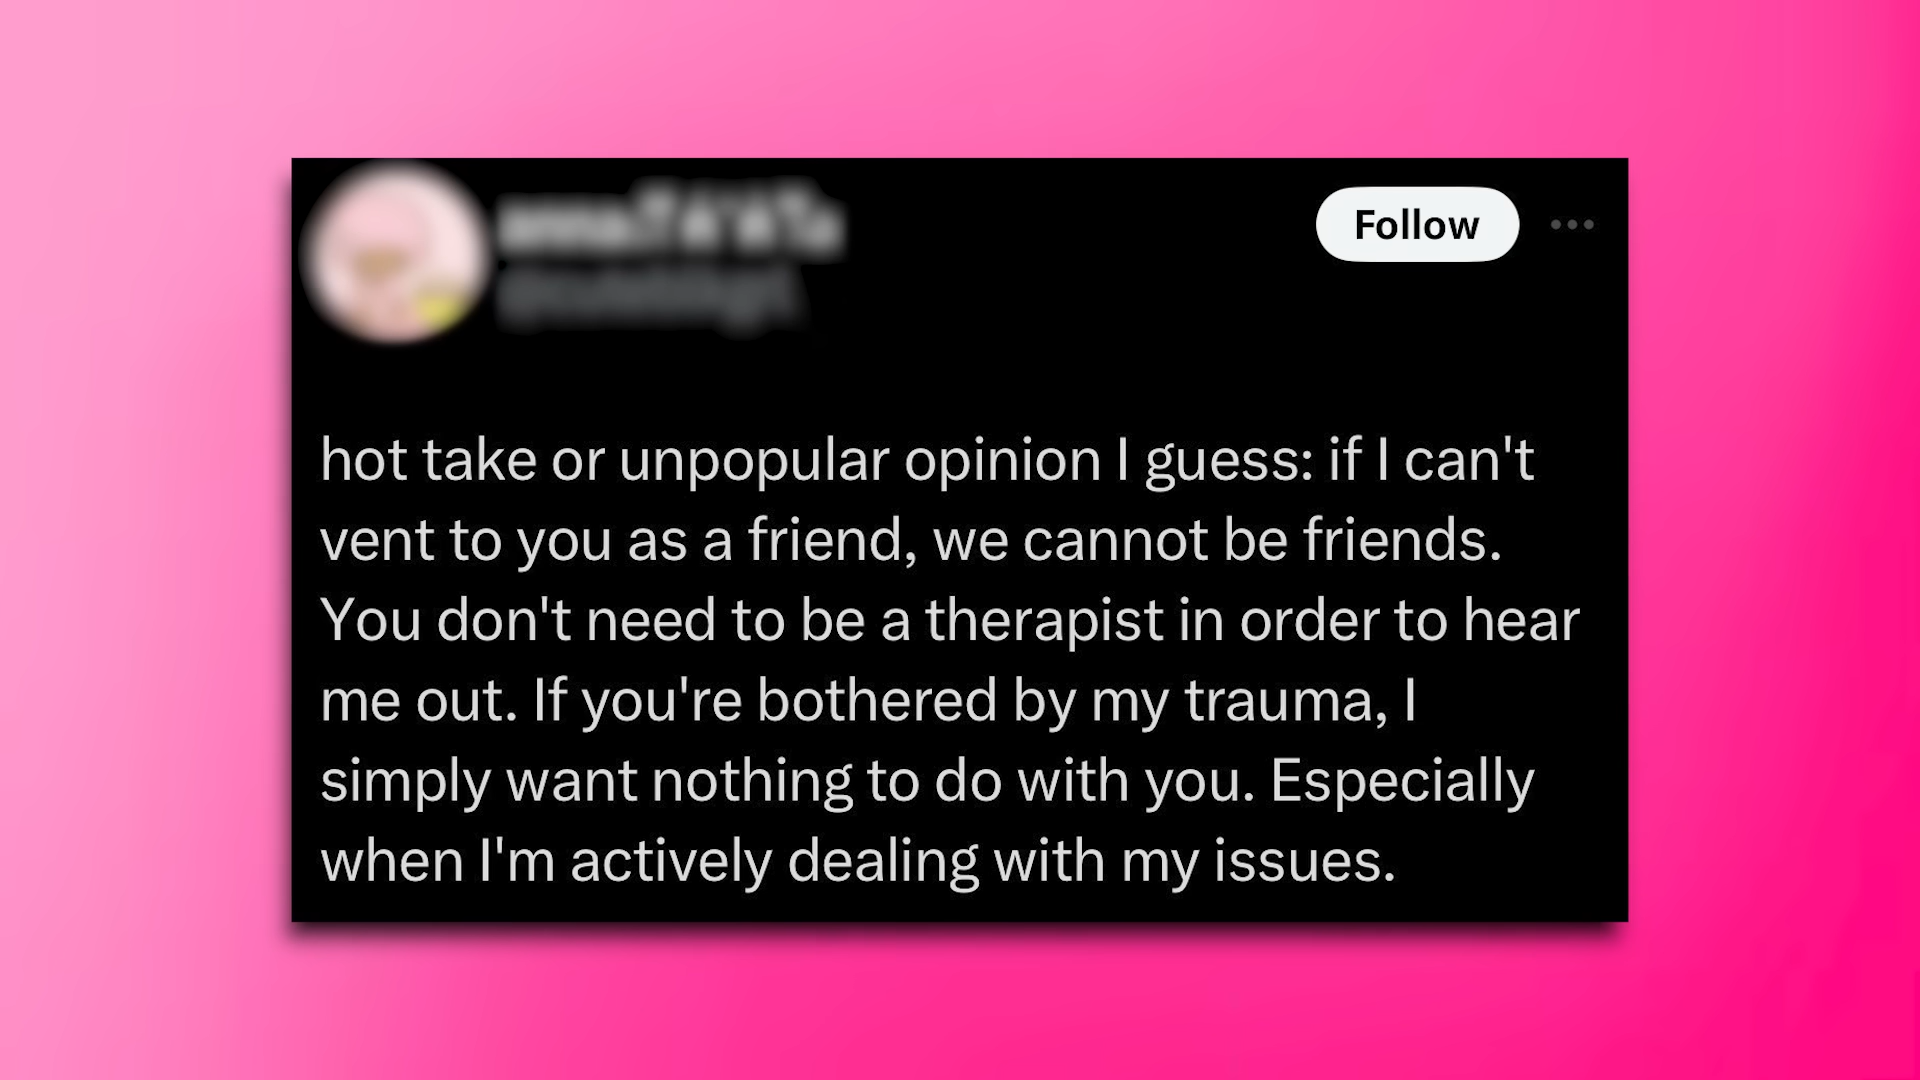 Follow
hot take or unpopular opinion I guess: if I can't
vent to you as a friend, we cannot be friends.
You don't need to be a therapist in order to hear
me out. If you're bothered by my trauma, I
simply want nothing to do with you. Especially
when I'm actively dealing with my issues.